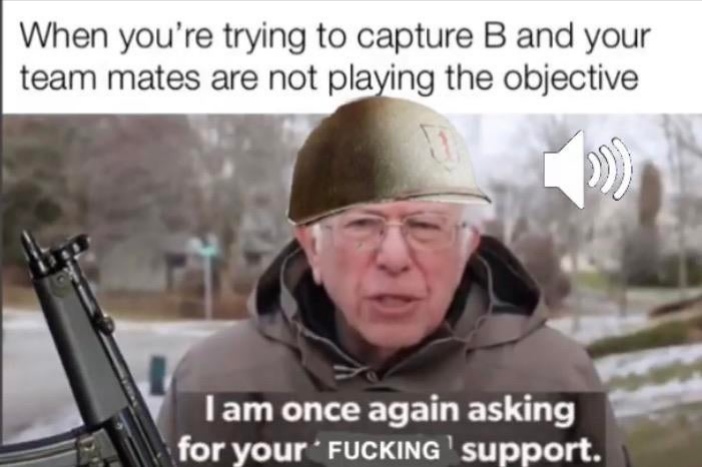 When you're trying to capture B and your
team mates are not playing the objective
1
I am once again asking
for your ‘ FUCKING ’ support.